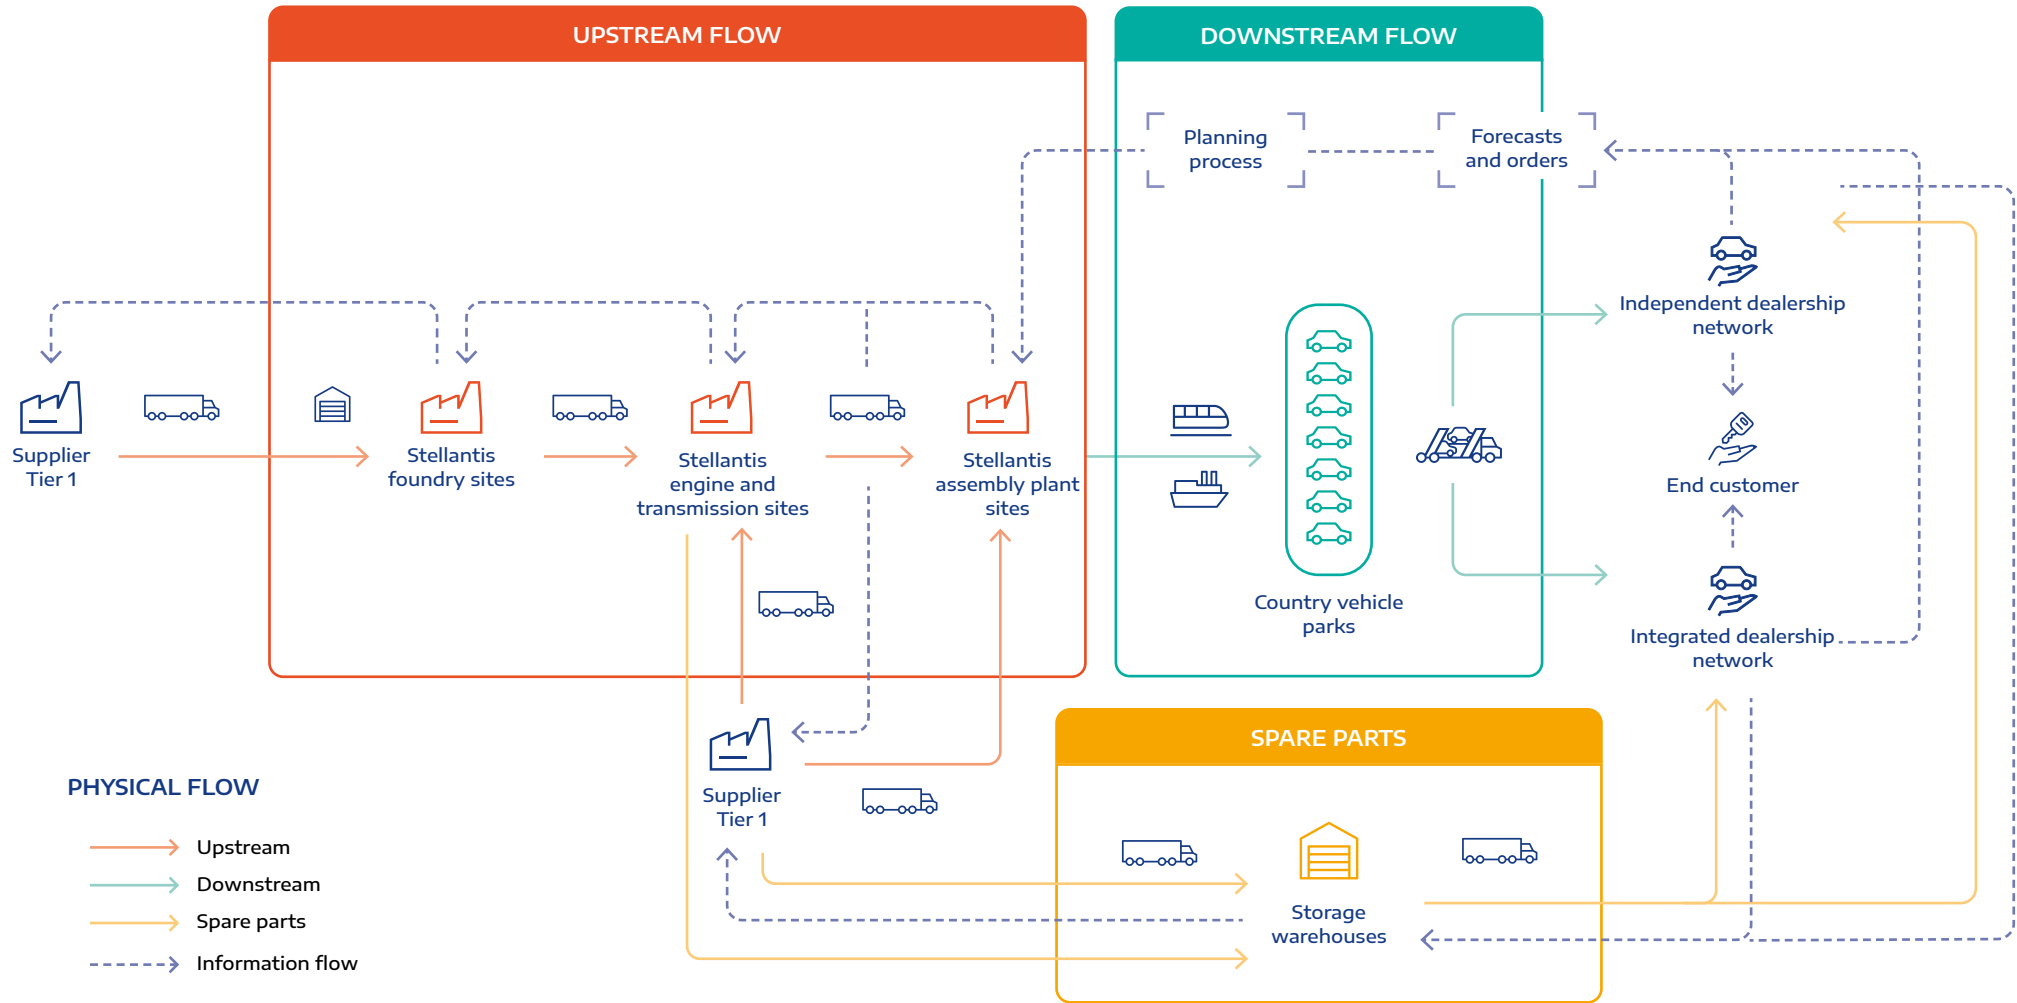 UPSTREAM FLOW
DOWNSTREAM FLOW
Planning
process
Forecasts
and orders
Independent dealership
network
Supplier
Tier 1
Stellantis
foundry sites
Stellantis
engine and
transmission sites
Stellantis
assembly plant
sites
End customer
Country vehicle
parks
Integrated dealership
network
SPARE PARTS
PHYSICAL FLOW
Supplier
Tier 1
Upstream
Downstream
Spare parts
Information flow
Storage
warehouses